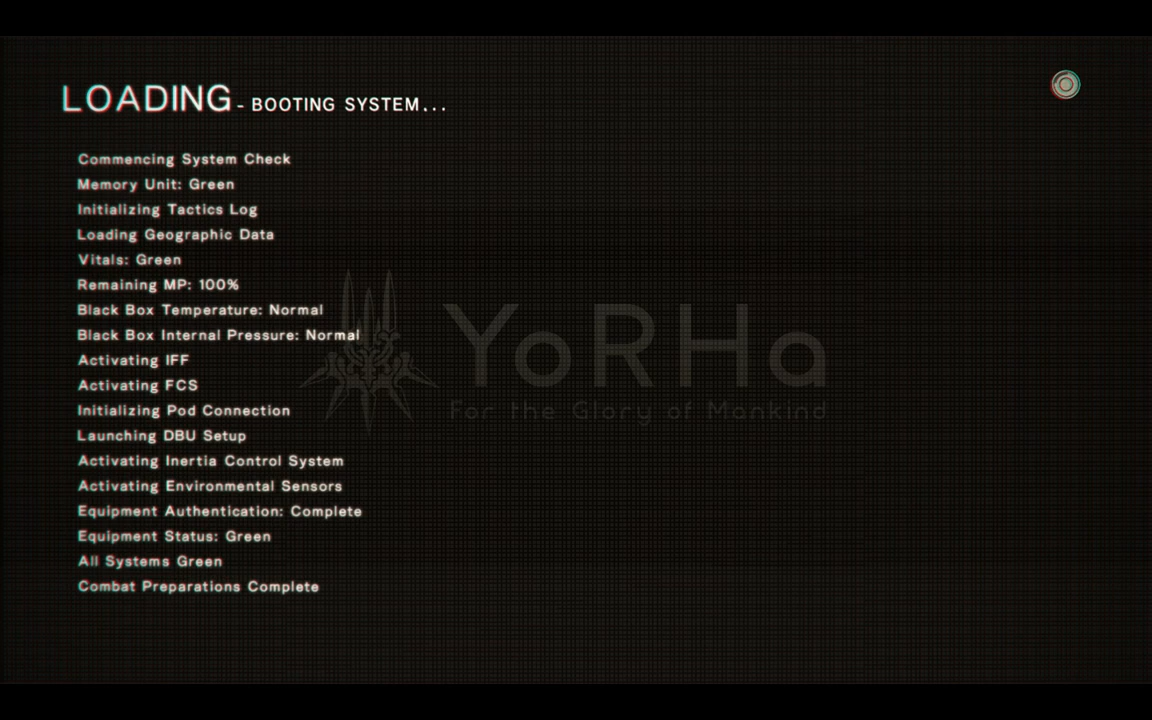 LOADING - BOOTING SYSTEM...
Commencing System Check
Memory Unit: Green
Initializing Tactics Log
Loading Geographic Data
Vitals: Green
Remaining MP: 100%
Black Box Temperature: Normal
Black Box Internal Pressure: Normal
Activating IFF
Activating FCS
Initializing Pod Connection
Launching DBU Setup
Activating Inertia Control System
Activating Environmental Sensors
Equipment Authentication: Complete
Equipment Status: Green
All Systems Green
Combat Preparations Complete
YoRHa
For the Glory of Mankind